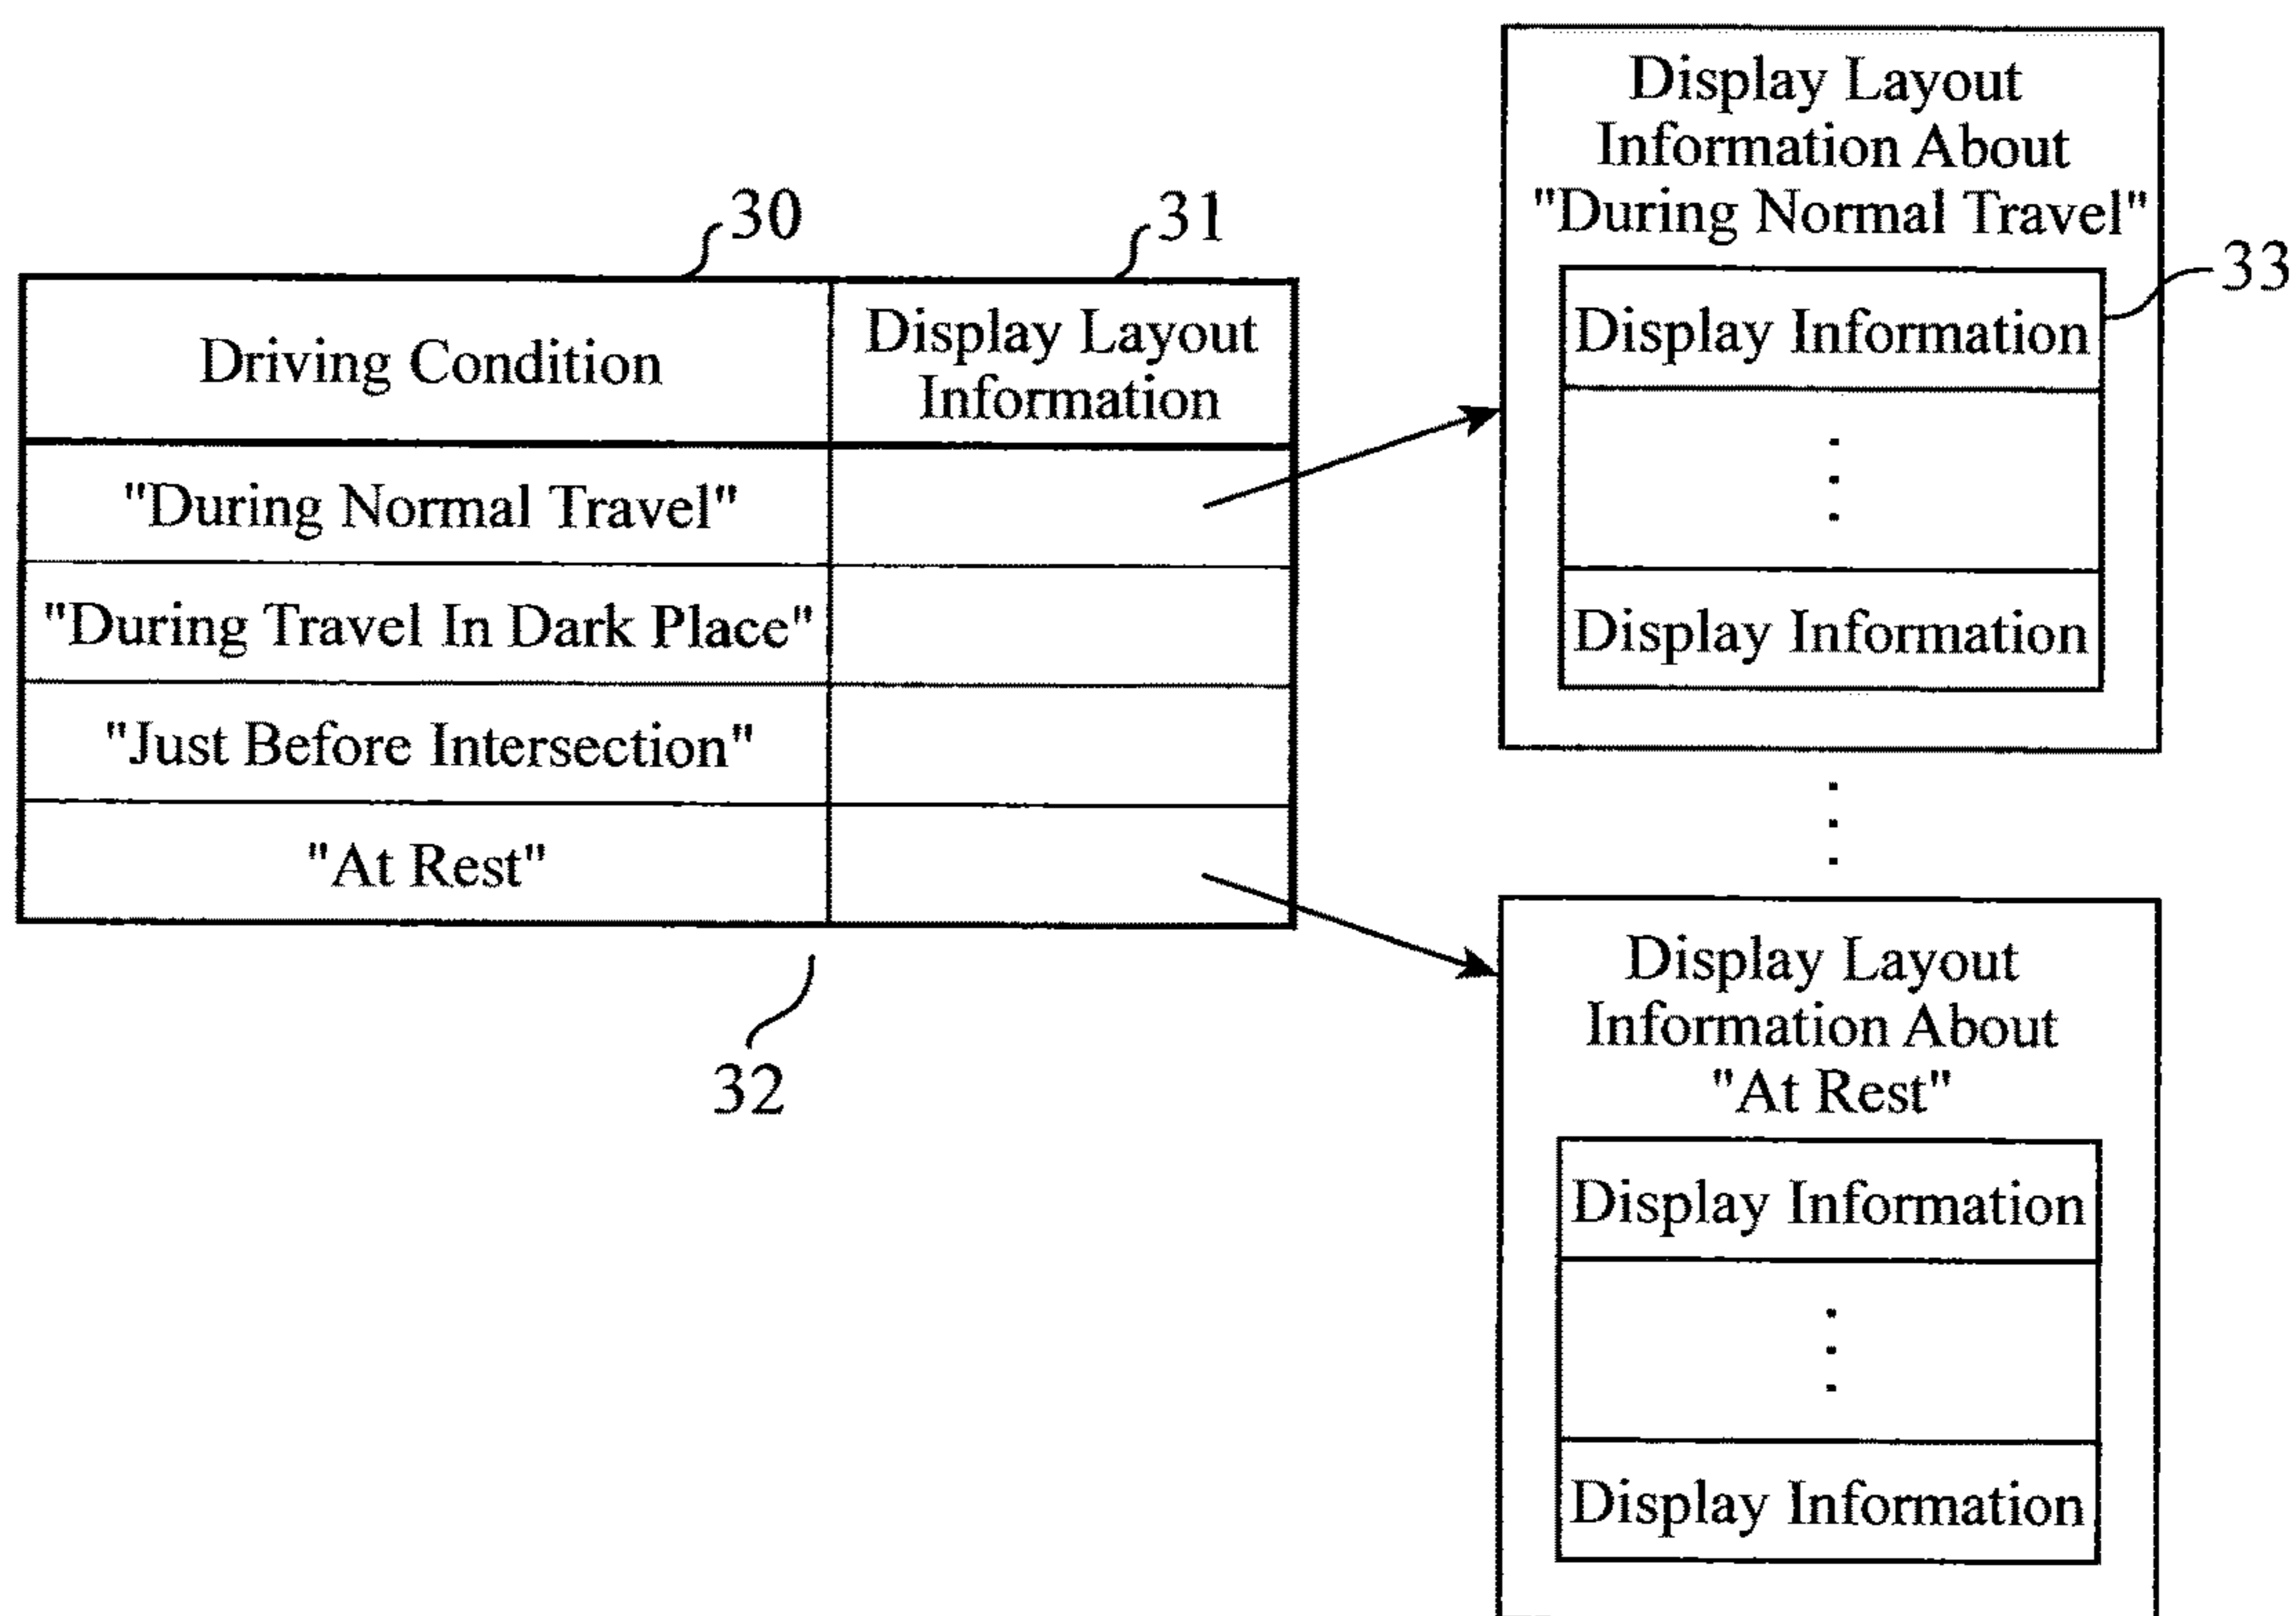 30
31
Driving Condition
Display Layout
Information
"During Normal Travel"
"During Travel In Dark Place"
"Just Before Intersection"
"At Rest"
32
Display Layout
Information About
"During Normal Travel"
33
Display Information
Display Information
Display Layout
Information About
"At Rest"
Display Information
Display Information